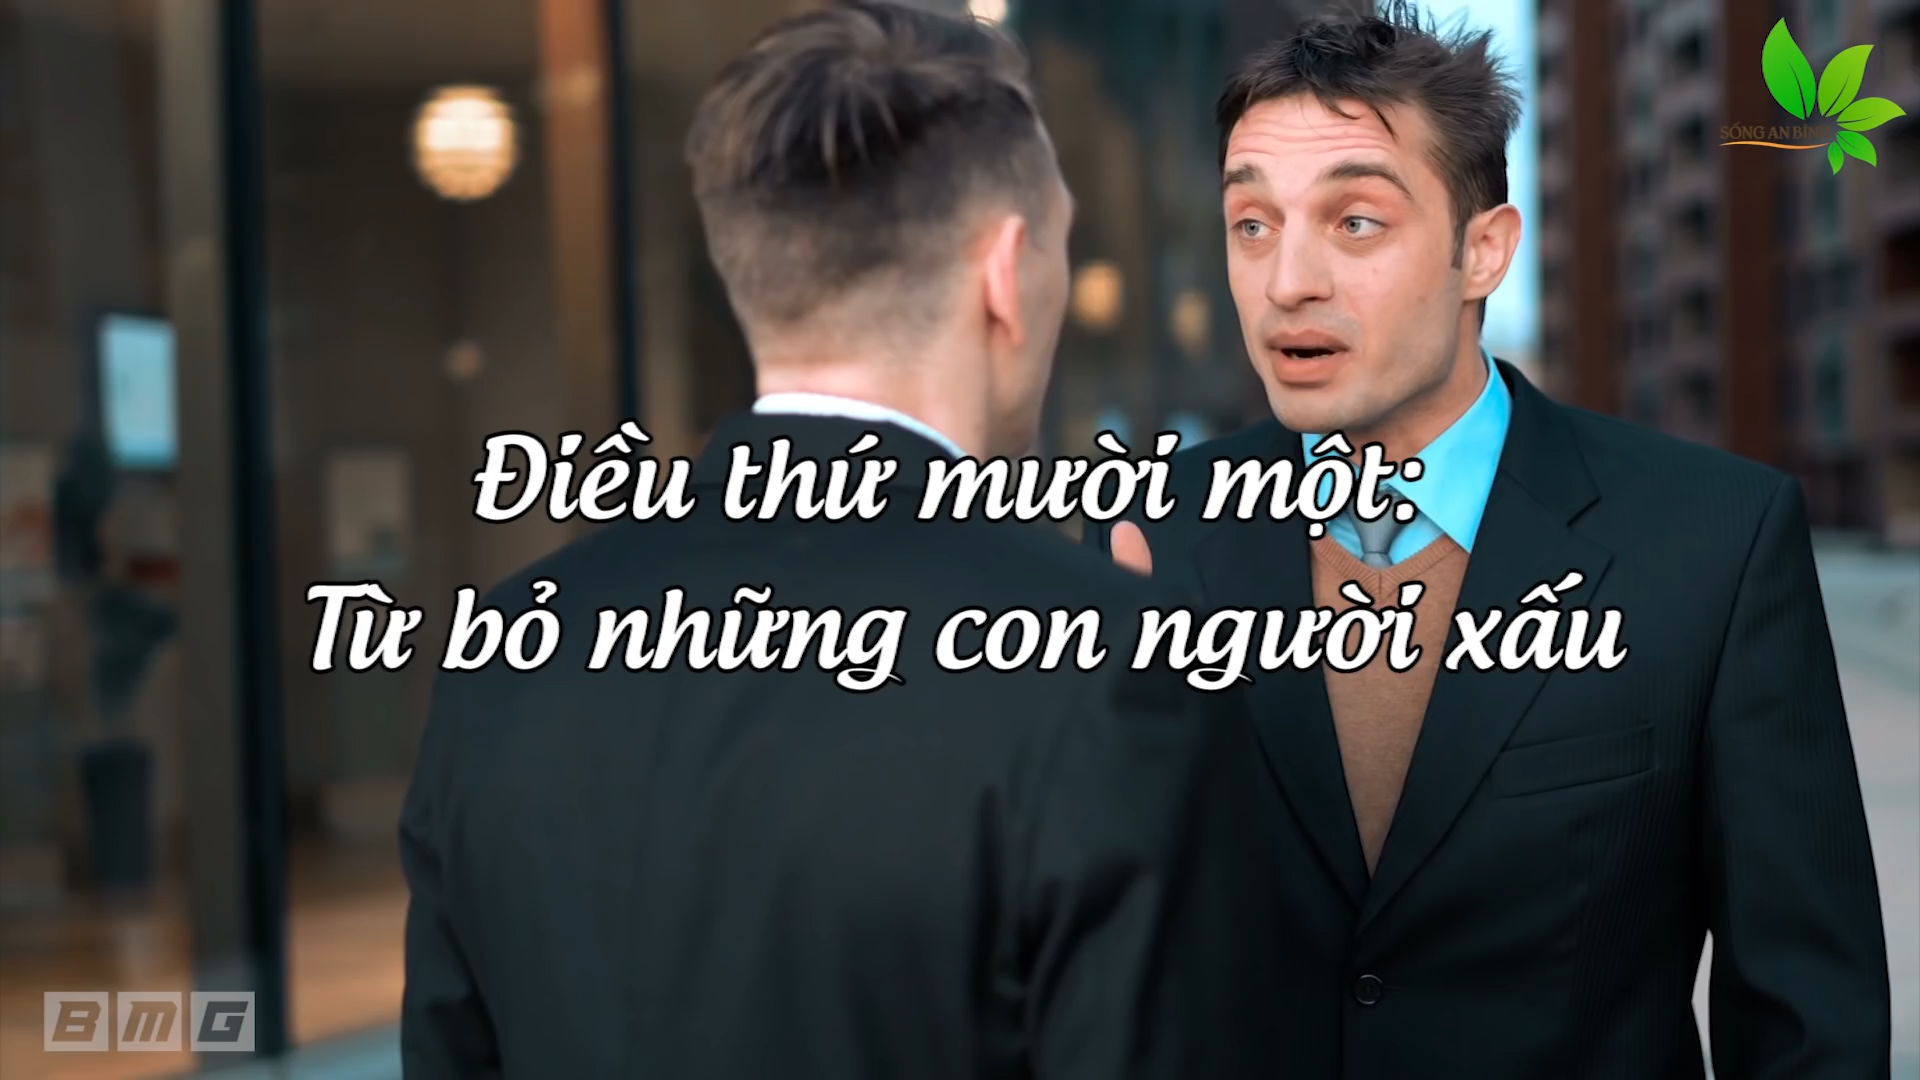 SỐNG AN BÌNH
Điều thứ mười một:
Từ bỏ những con người xấu
BMG